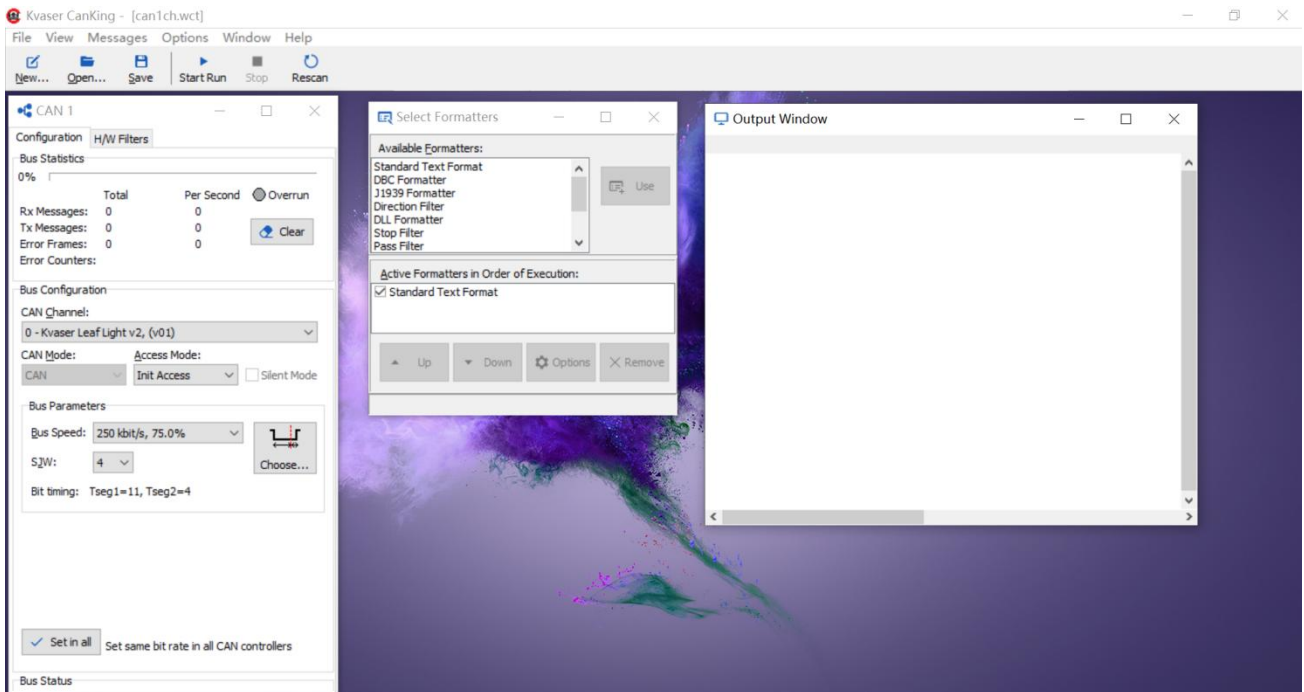 Kvaser CanKing - [can1ch.wct]
File View Messages Options Window Help
New... Open... Save Start Run Stop Rescan
CAN 1
Configuration H/W Filters
Bus Statistics
0%
Total Per Second Overrun
Rx Messages: 0 0
Tx Messages: 0 0
Clear
Error Frames: 0 0
Error Counters:
Bus Configuration
CAN Channel:
0 - Kvaser Leaf Light v2, (v01)
CAN Mode: Access Mode:
CAN Init Access Silent Mode
Bus Parameters
Bus Speed: 250 kbit/s, 75.0%
SJW: 4
Choose...
Bit timing: Tseg1=11, Tseg2=4
Set in all Set same bit rate in all CAN controllers
Bus Status
Select Formatters
Available Formatters:
Standard Text Format
DBC Formatter
J1939 Formatter
Direction Filter
DLL Formatter
Stop Filter
Pass Filter
Use
Active Formatters in Order of Execution:
Standard Text Format
Up Down Options Remove
Output Window